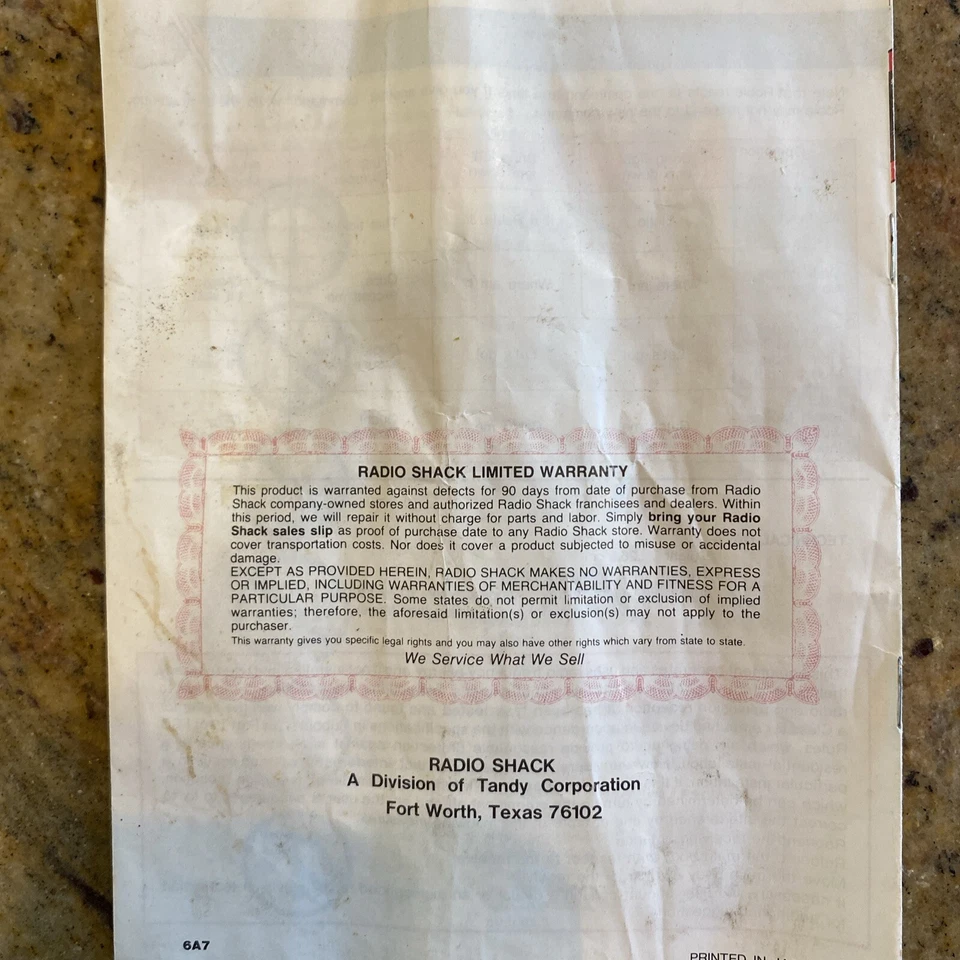 RADIO SHACK LIMITED WARRANTY
This product is warranted against defects for 90 days from date of purchase from Radio
Shack company-owned stores and authorized Radio Shack franchisees and dealers. Within
this period, we will repair it without charge for parts and labor. Simply bring your Radio
Shack sales slip as proof of purchase date to any Radio Shack store. Warranty does not
cover transportation costs. Nor does it cover a product subjected to misuse or accidental
damage.
EXCEPT AS PROVIDED HEREIN, RADIO SHACK MAKES NO WARRANTIES, EXPRESS
OR IMPLIED, INCLUDING WARRANTIES OF MERCHANTABILITY AND FITNESS FOR A
PARTICULAR PURPOSE. Some states do not permit limitation or exclusion of implied
warranties; therefore, the aforesaid limitation(s) or exclusion(s) may not apply to the
purchaser.
This warranty gives you specific legal rights and you may also have other rights which vary from state to state.
We Service What We Sell
RADIO SHACK
A Division of Tandy Corporation
Fort Worth, Texas 76102
6A7
PRINTED IN